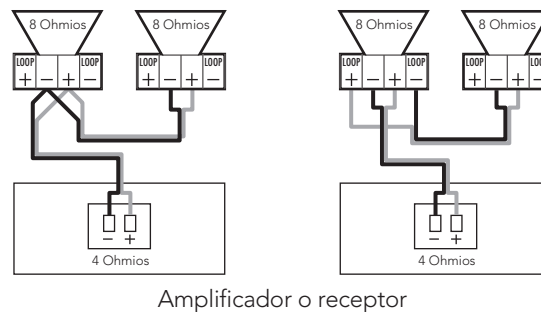 8 Ohmios 8 Ohmios 8 Ohmios 8 Ohmios
LOOP LOOP LOOP LOOP LOOP LOOP LOOP
+ − + − + − + − + − + − + − + −
− + − +
4 Ohmios 4 Ohmios
Amplificador o receptor